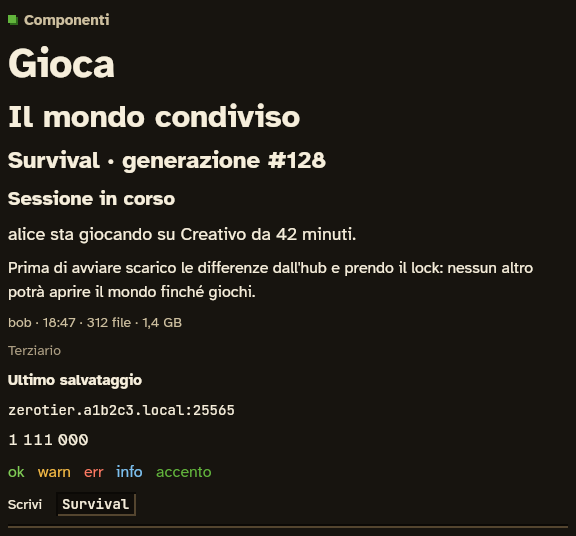 Componenti
Gioca
Il mondo condiviso
Survival · generazione #128
Sessione in corso
alice sta giocando su Creativo da 42 minuti.
Prima di avviare scarico le differenze dall'hub e prendo il lock: nessun altro
potrà aprire il mondo finché giochi.
bob · 18:47 · 312 file · 1,4 GB
Terziario
Ultimo salvataggio
zerotier.a1b2c3.local:25565
1 111 000
ok warn err info accento
Scrivi Survival